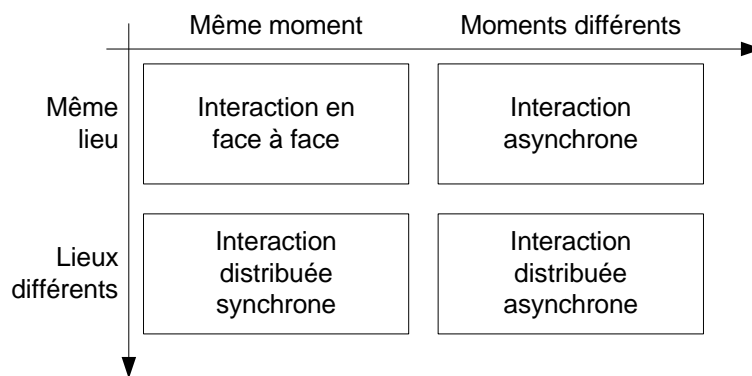 Même moment
Moments différents
Même
lieu
Interaction en
face à face
Interaction
asynchrone
Lieux
différents
Interaction
distribuée
synchrone
Interaction
distribuée
asynchrone